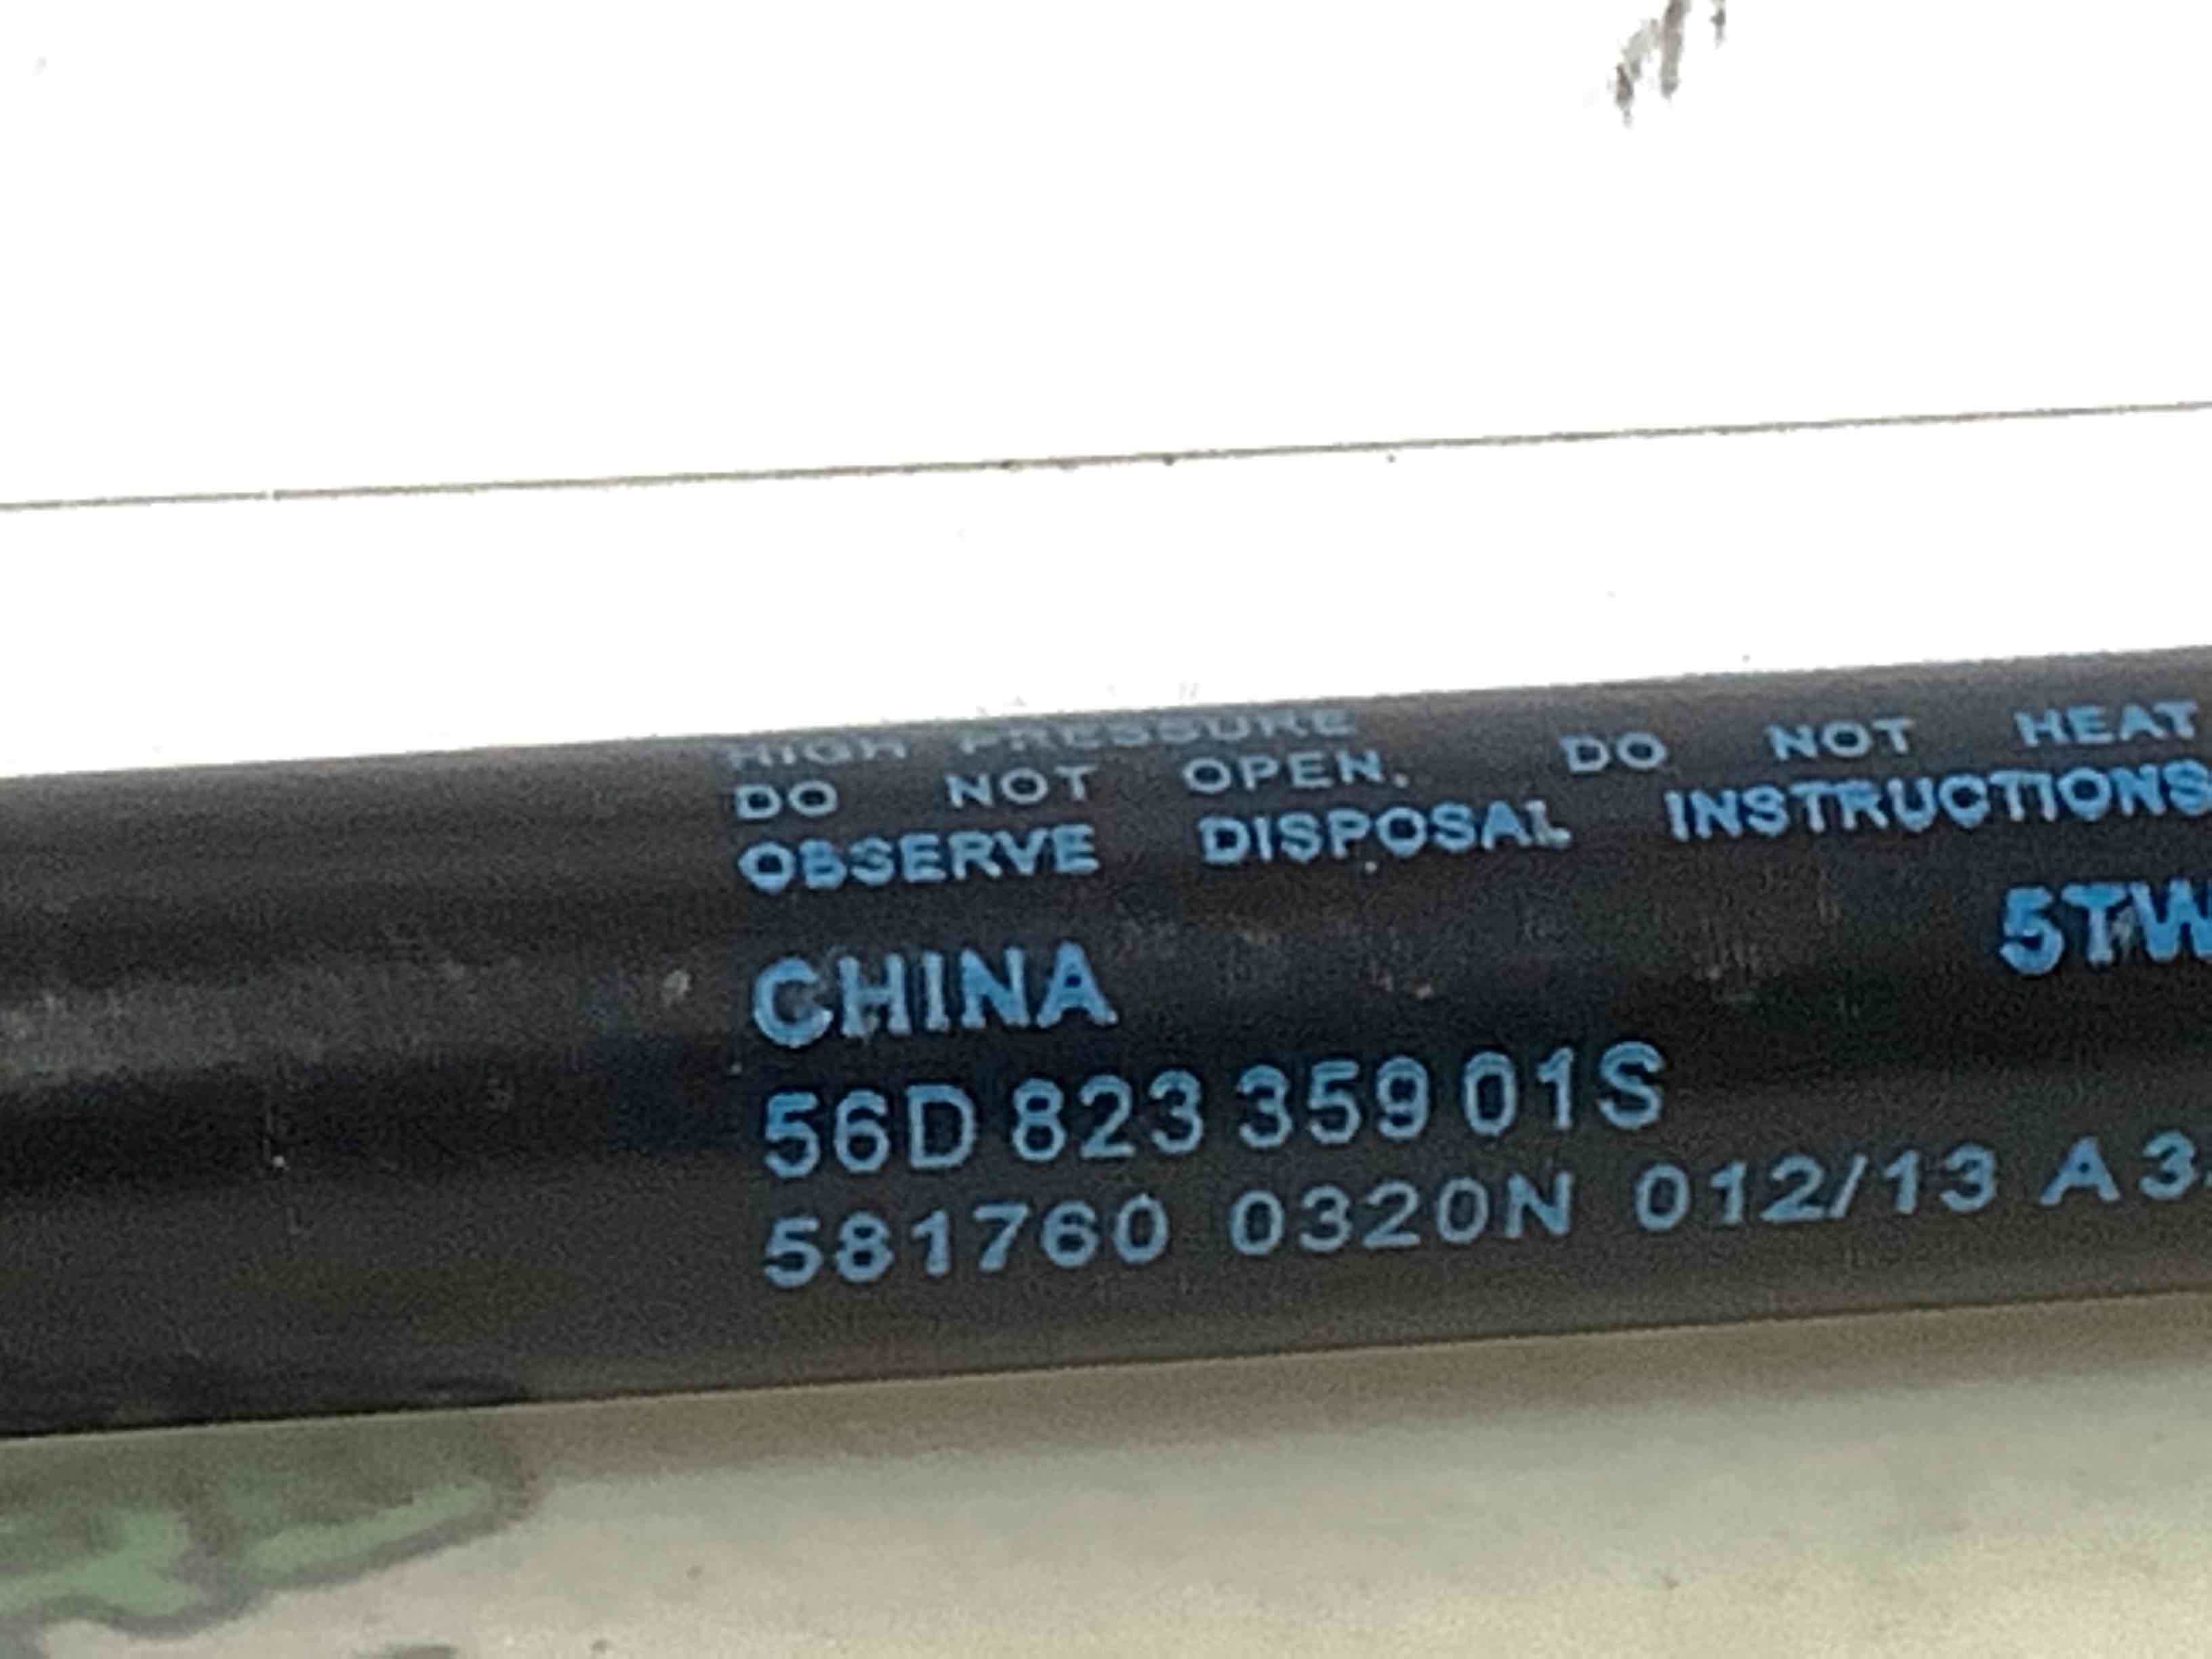 HIGH PRESSURE
DO NOT OPEN. DO NOT HEAT
OBSERVE DISPOSAL INSTRUCTIONS
5TW
CHINA
56D 823 359 01S
581760 0320N 012/13 A 3